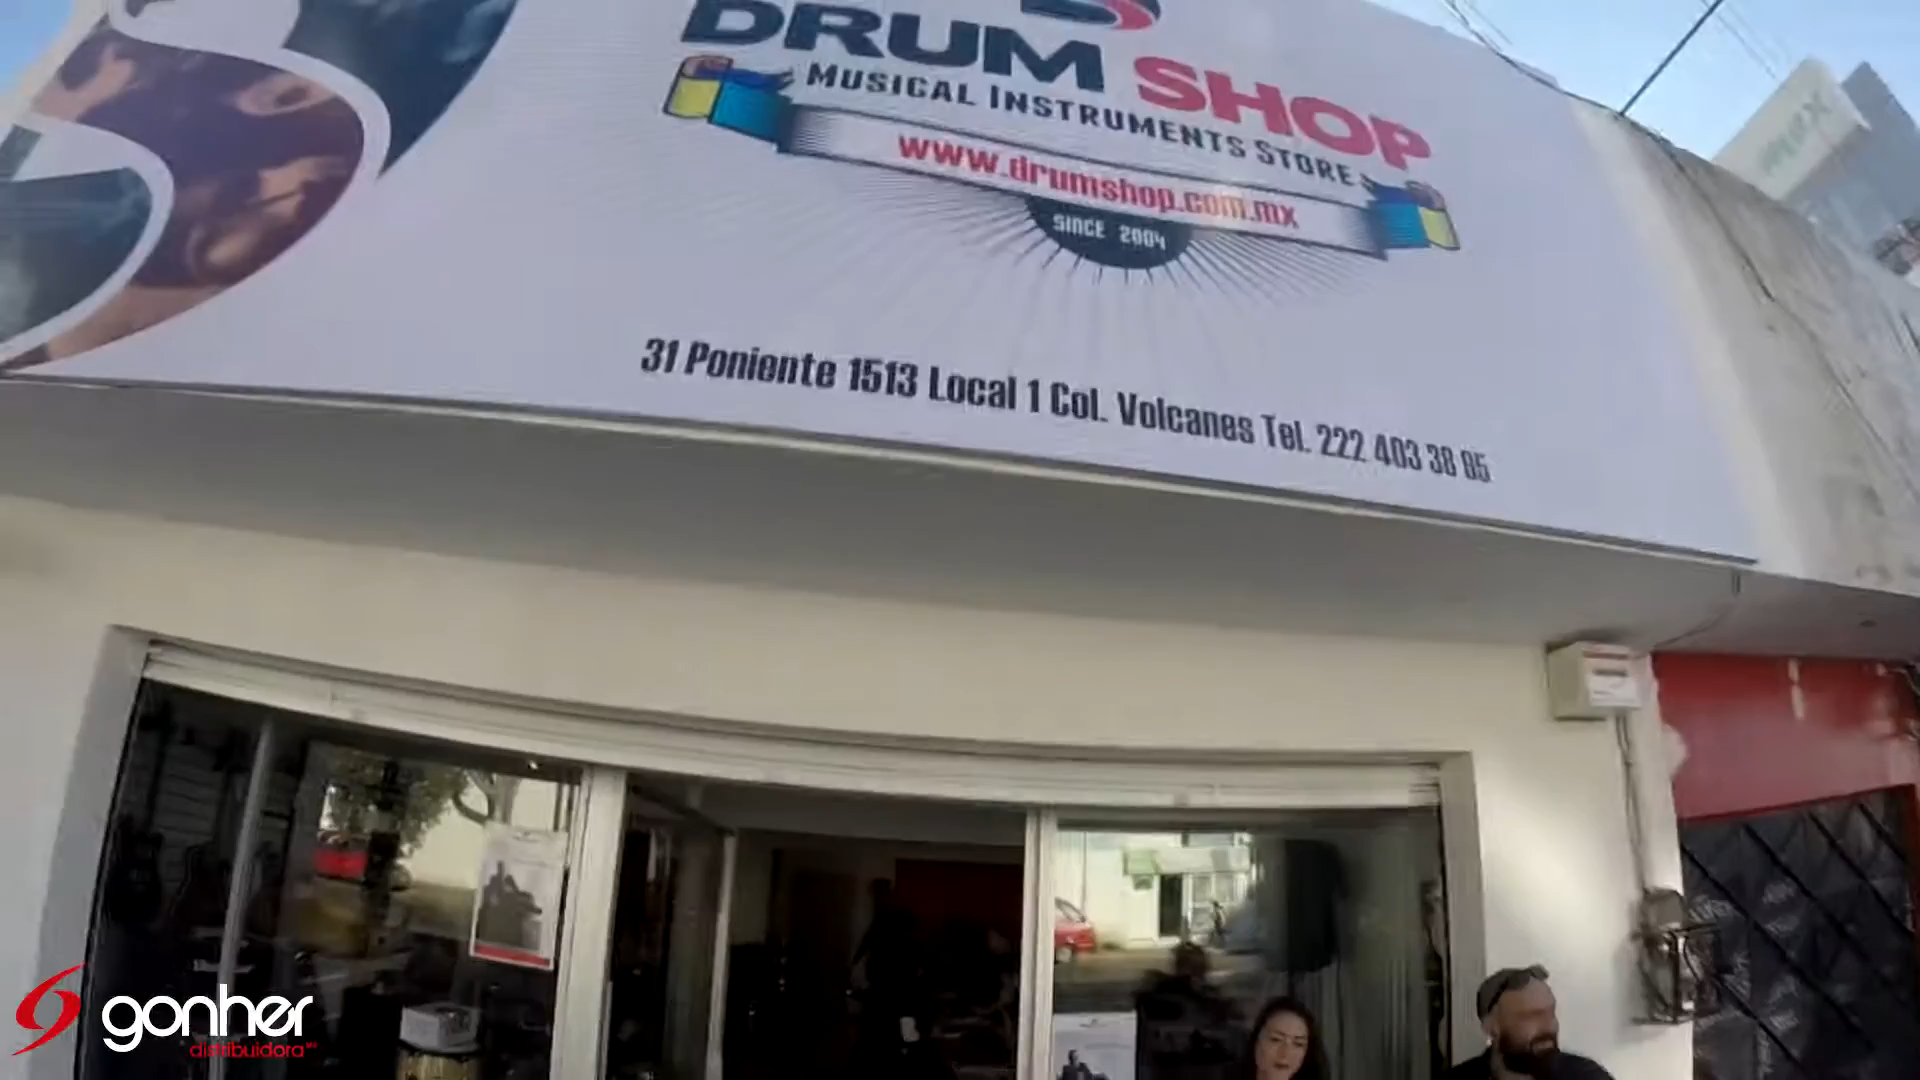 DRUM SHOP
MUSICAL INSTRUMENTS STORE
www.drumshop.com.mx
SINCE 2004
31 Poniente 1513 Local 1 Col. Volcanes Tel. 222 403 38 85
gonher
distribuidora